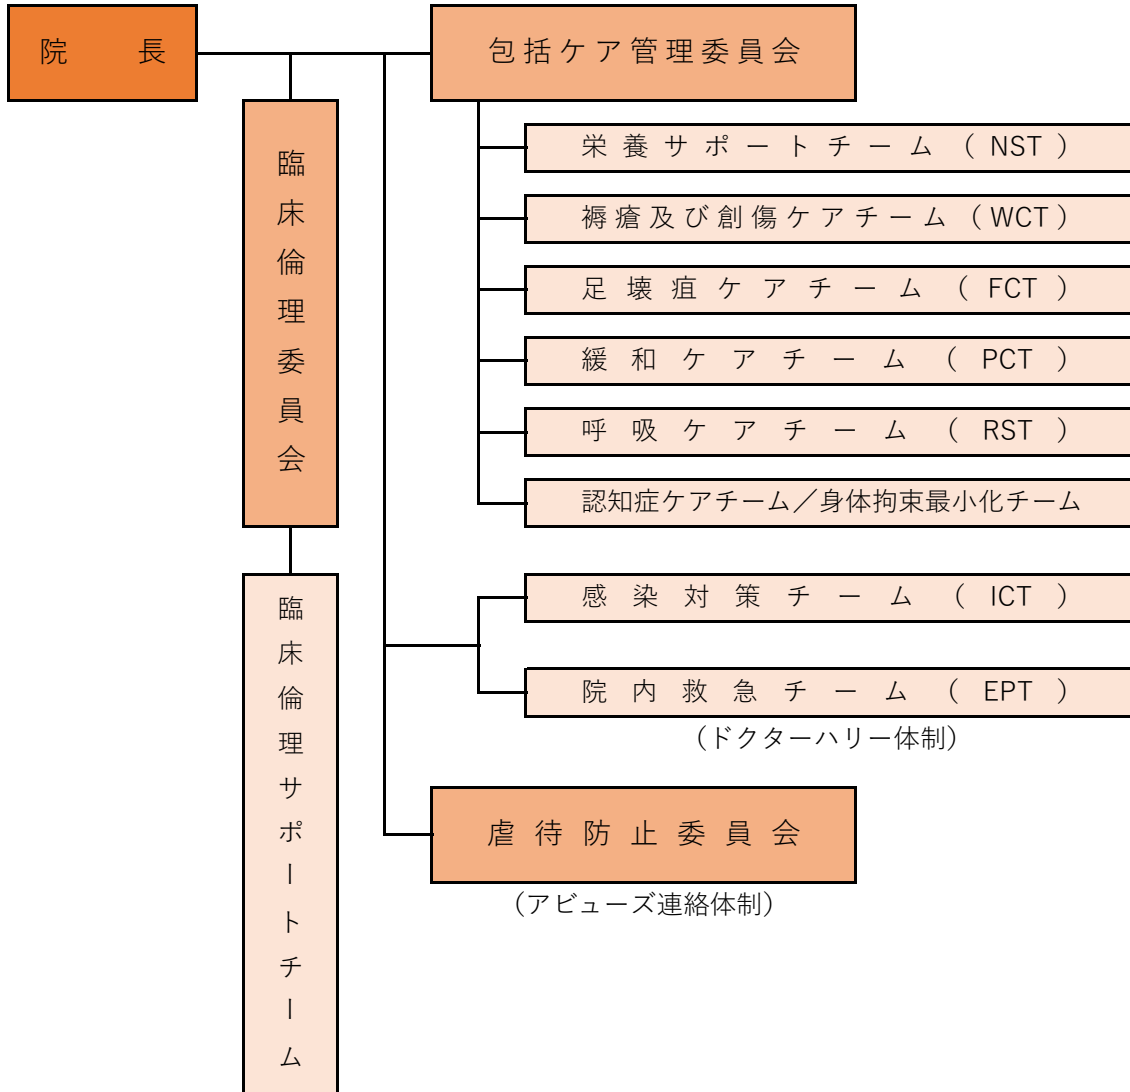 院長
包括ケア管理委員会
臨床倫理委員会
栄養サポートチーム(NST)
褥瘡及び創傷ケアチーム(WCT)
足壊疽ケアチーム(FCT)
緩和ケアチーム(PCT)
呼吸ケアチーム(RST)
認知症ケアチーム／身体拘束最小化チーム
臨床倫理サポートチーム
感染対策チーム(ICT)
院内救急チーム(EPT)
(ドクターハリー体制)
虐待防止委員会
(アビューズ連絡体制)